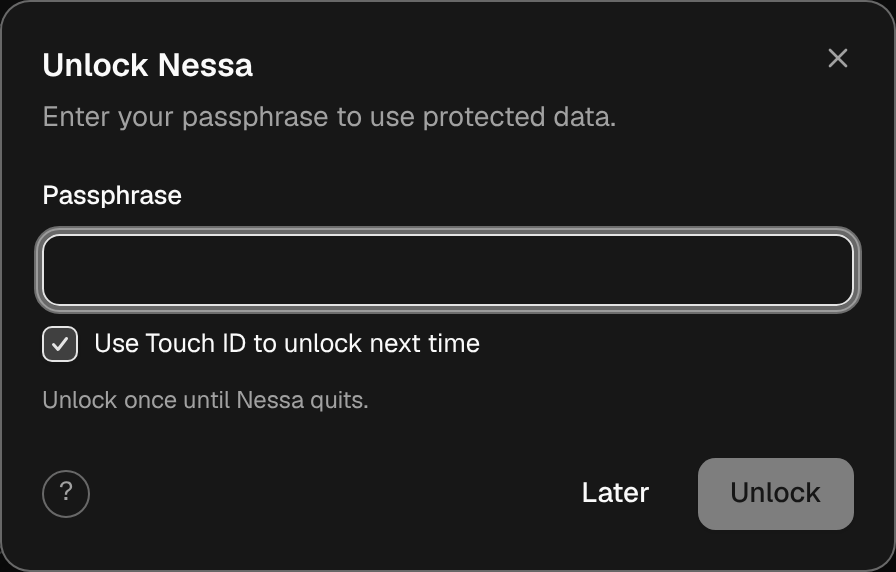 Unlock Nessa
Enter your passphrase to use protected data.
Passphrase
Use Touch ID to unlock next time
Unlock once until Nessa quits.
?
Later
Unlock